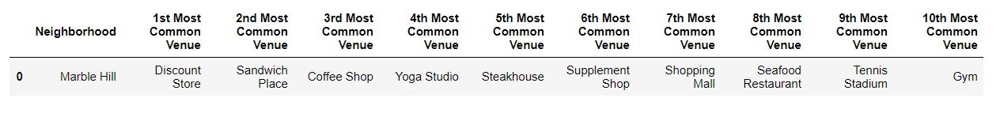 Neighborhood 1st Most Common Venue 2nd Most Common Venue 3rd Most Common Venue 4th Most Common Venue 5th Most Common Venue 6th Most Common Venue 7th Most Common Venue 8th Most Common Venue 9th Most Common Venue 10th Most Common Venue
0 Marble Hill Discount Store Sandwich Place Coffee Shop Yoga Studio Steakhouse Supplement Shop Shopping Mall Seafood Restaurant Tennis Stadium Gym